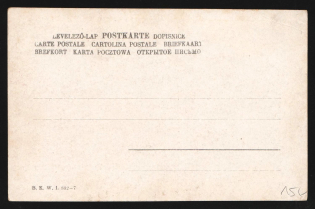 LEVELEZŐ-LAP POSTKARTE DOPISNICE
CARTE POSTALE CARTOLINA POSTALE BRIEFKAART
BREFKORT KARTA POCZTOWA ОТКРЫТОЕ ПИСЬМО
B. K. W. I.